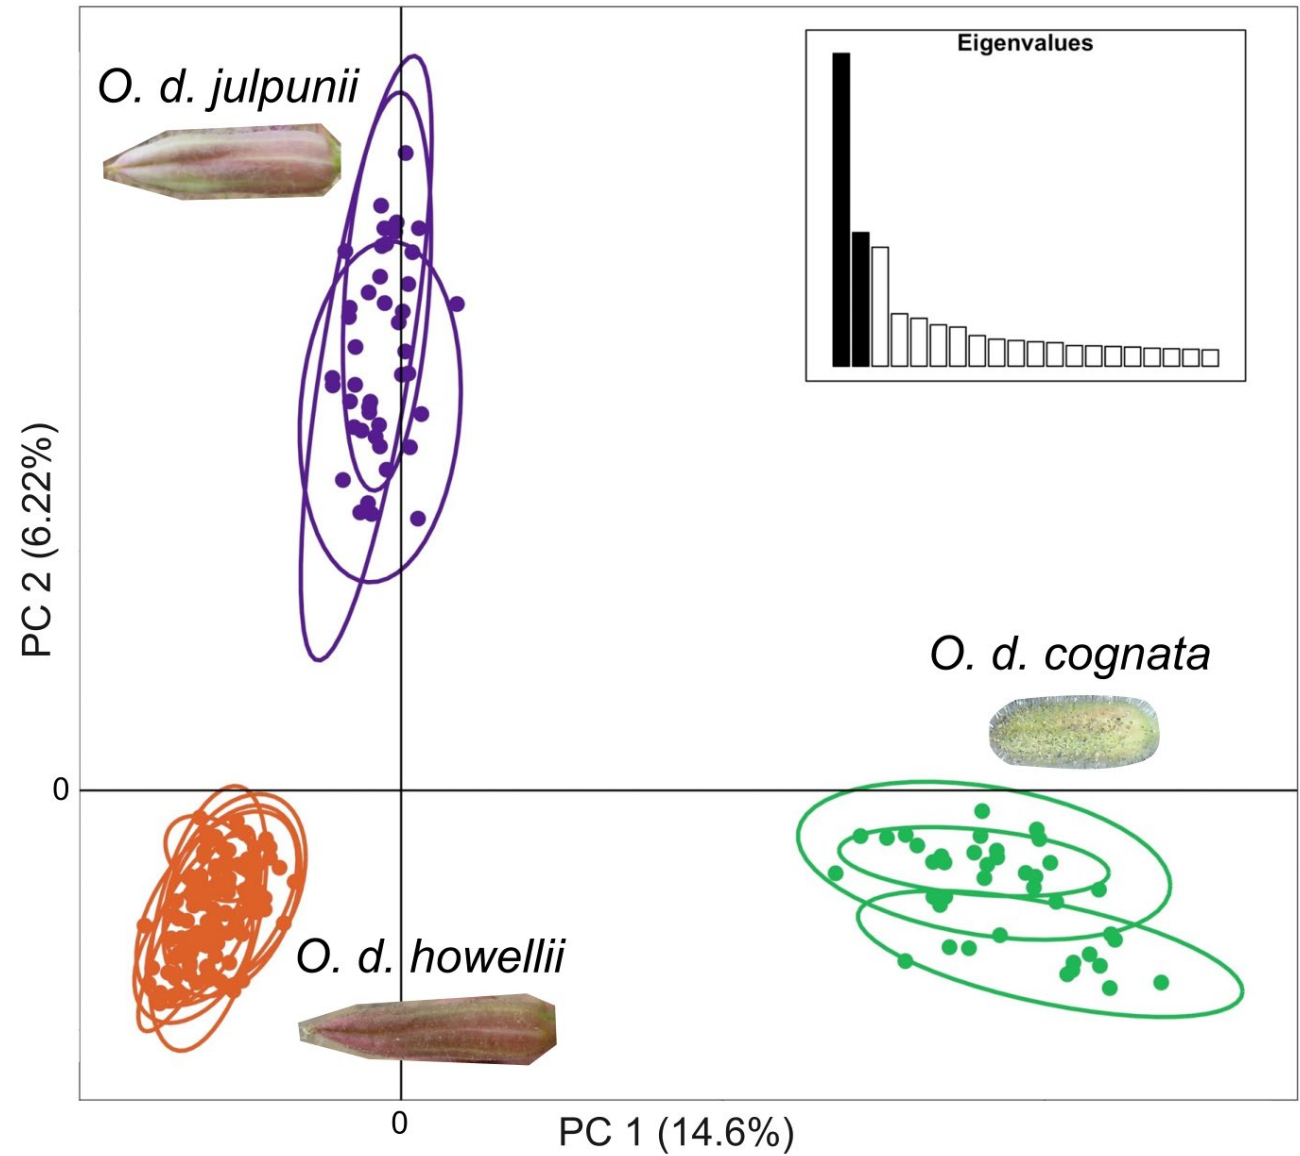 Eigenvalues
O. d. julpunii
PC 2 (6.22%)
O. d. cognata
0
O. d. howellii
0
PC 1 (14.6%)